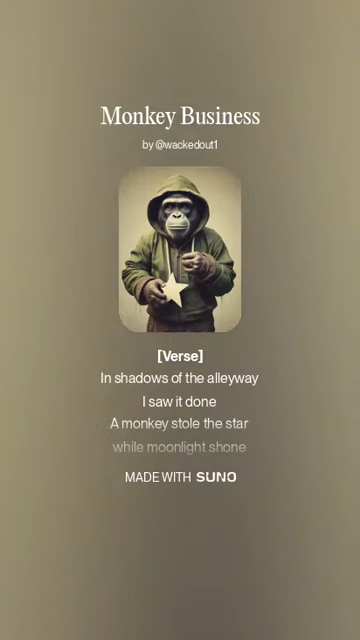 Monkey Business
by @wackedout1
[Verse]
In shadows of the alleyway
I saw it done
A monkey stole the star
while moonlight shone
MADE WITH SUNO